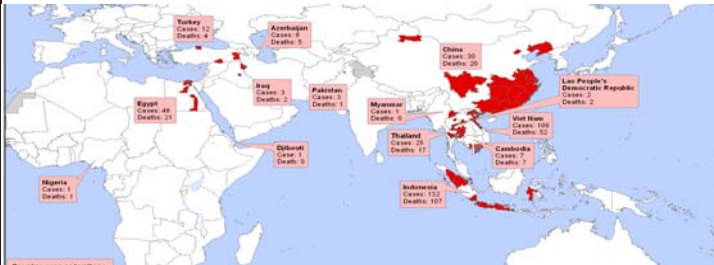 Turkey
Cases: 12
Deaths: 4
Azerbaijan
Cases: 8
Deaths: 5
China
Cases: 30
Deaths: 20
Iraq
Cases: 3
Deaths: 2
Pakistan
Cases: 3
Deaths: 1
Lao People's
Democratic Republic
Cases: 2
Deaths: 2
Egypt
Cases: 48
Deaths: 21
Myanmar
Cases: 1
Deaths: 0
Viet Nam
Cases: 106
Deaths: 52
Thailand
Cases: 25
Deaths: 17
Djibouti
Case: 1
Death: 0
Cambodia
Cases: 7
Deaths: 7
Nigeria
Cases: 1
Deaths: 1
Indonesia
Cases: 132
Deaths: 107